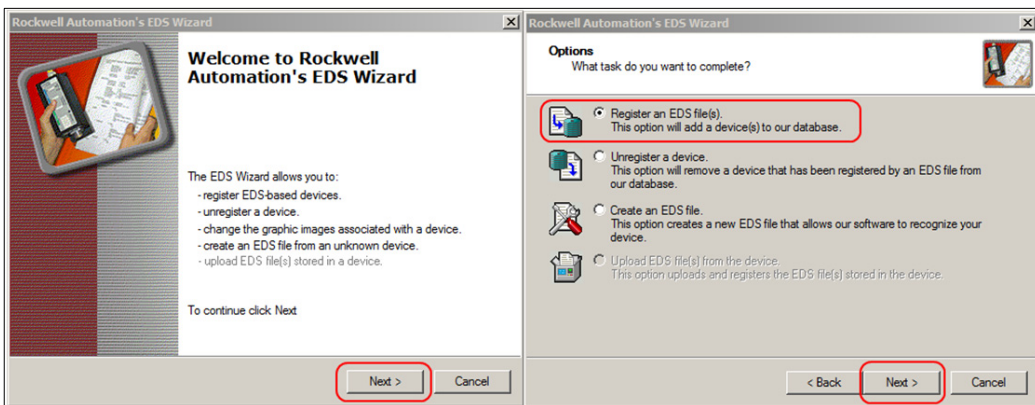 Rockwell Automation's EDS Wizard
Welcome to Rockwell
Automation's EDS Wizard
The EDS Wizard allows you to:
- register EDS-based devices.
- unregister a device.
- change the graphic images associated with a device.
- create an EDS file from an unknown device.
- upload EDS file(s) stored in a device.
To continue click Next
Next >
Cancel
Rockwell Automation's EDS Wizard
Options
What task do you want to complete?
Register an EDS file(s).
This option will add a device(s) to our database.
Unregister a device.
This option will remove a device that has been registered by an EDS file from
our database.
Create an EDS file.
This option creates a new EDS file that allows our software to recognize your
device.
Upload EDS file(s) from the device.
This option uploads and registers the EDS file(s) stored in the device.
< Back
Next >
Cancel